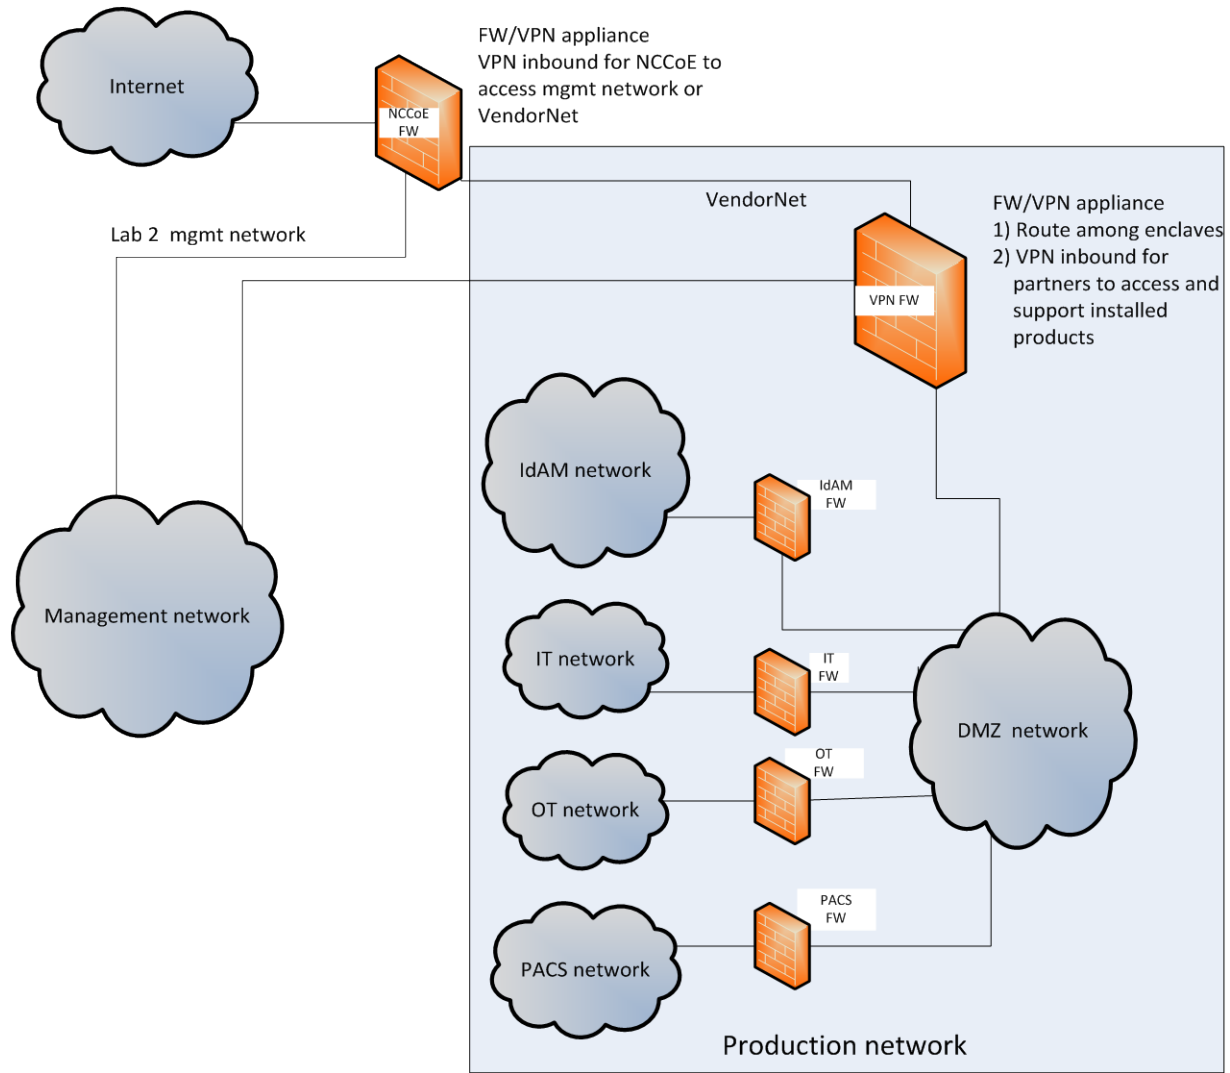 Internet
FW/VPN appliance
VPN inbound for NCCoE to
access mgmt network or
VendorNet
NCCoE
FW
VendorNet
FW/VPN appliance
1) Route among enclaves
2) VPN inbound for
partners to access and
support installed
products
Lab 2  mgmt network
VPN FW
IdAM network
IdAM
FW
Management network
IT network
IT
FW
DMZ  network
OT network
OT
FW
PACS network
PACS
FW
Production network